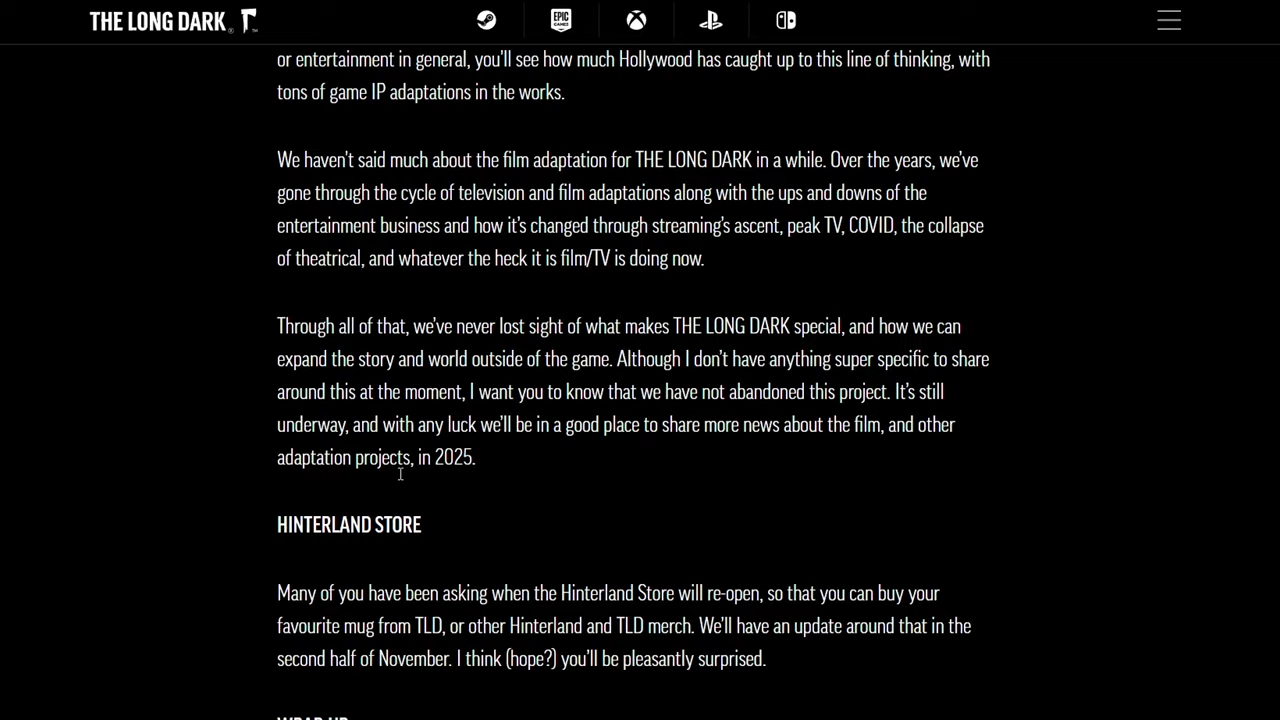 THE LONG DARK
EPIC GAMES
or entertainment in general, you'll see how much Hollywood has caught up to this line of thinking, with
tons of game IP adaptations in the works.
We haven't said much about the film adaptation for THE LONG DARK in a while. Over the years, we've
gone through the cycle of television and film adaptations along with the ups and downs of the
entertainment business and how it's changed through streaming's ascent, peak TV, COVID, the collapse
of theatrical, and whatever the heck it is film/TV is doing now.
Through all of that, we've never lost sight of what makes THE LONG DARK special, and how we can
expand the story and world outside of the game. Although I don't have anything super specific to share
around this at the moment, I want you to know that we have not abandoned this project. It's still
underway, and with any luck we'll be in a good place to share more news about the film, and other
adaptation projects, in 2025.
HINTERLAND STORE
Many of you have been asking when the Hinterland Store will re-open, so that you can buy your
favourite mug from TLD, or other Hinterland and TLD merch. We'll have an update around that in the
second half of November. I think (hope?) you'll be pleasantly surprised.
WRAP UP